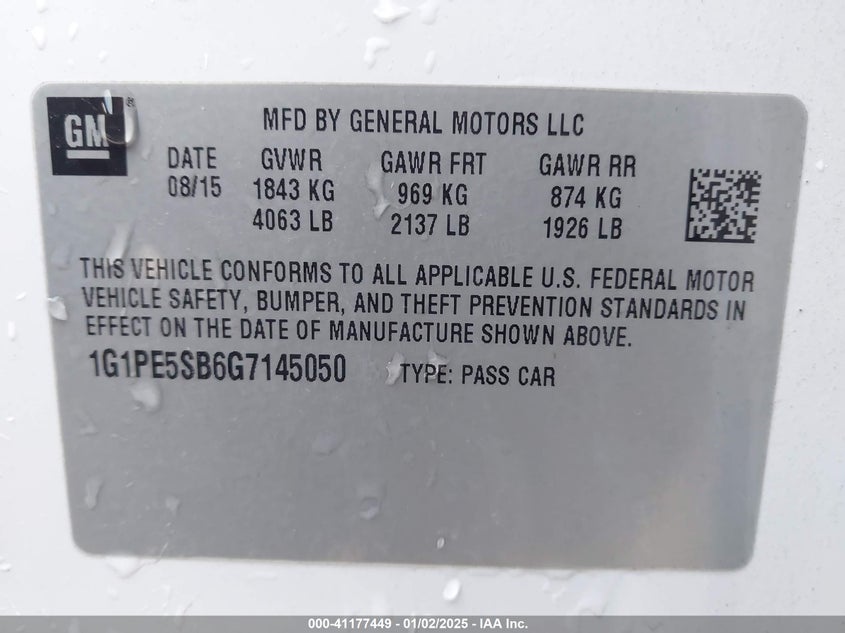 GM
MFD BY GENERAL MOTORS LLC
DATE GVWR GAWR FRT GAWR RR
08/15 1843 KG 969 KG 874 KG
4063 LB 2137 LB 1926 LB
THIS VEHICLE CONFORMS TO ALL APPLICABLE U.S. FEDERAL MOTOR
VEHICLE SAFETY, BUMPER, AND THEFT PREVENTION STANDARDS IN
EFFECT ON THE DATE OF MANUFACTURE SHOWN ABOVE.
1G1PE5SB6G7145050 TYPE: PASS CAR
000-41177449 - 01/02/2025 - IAA Inc.